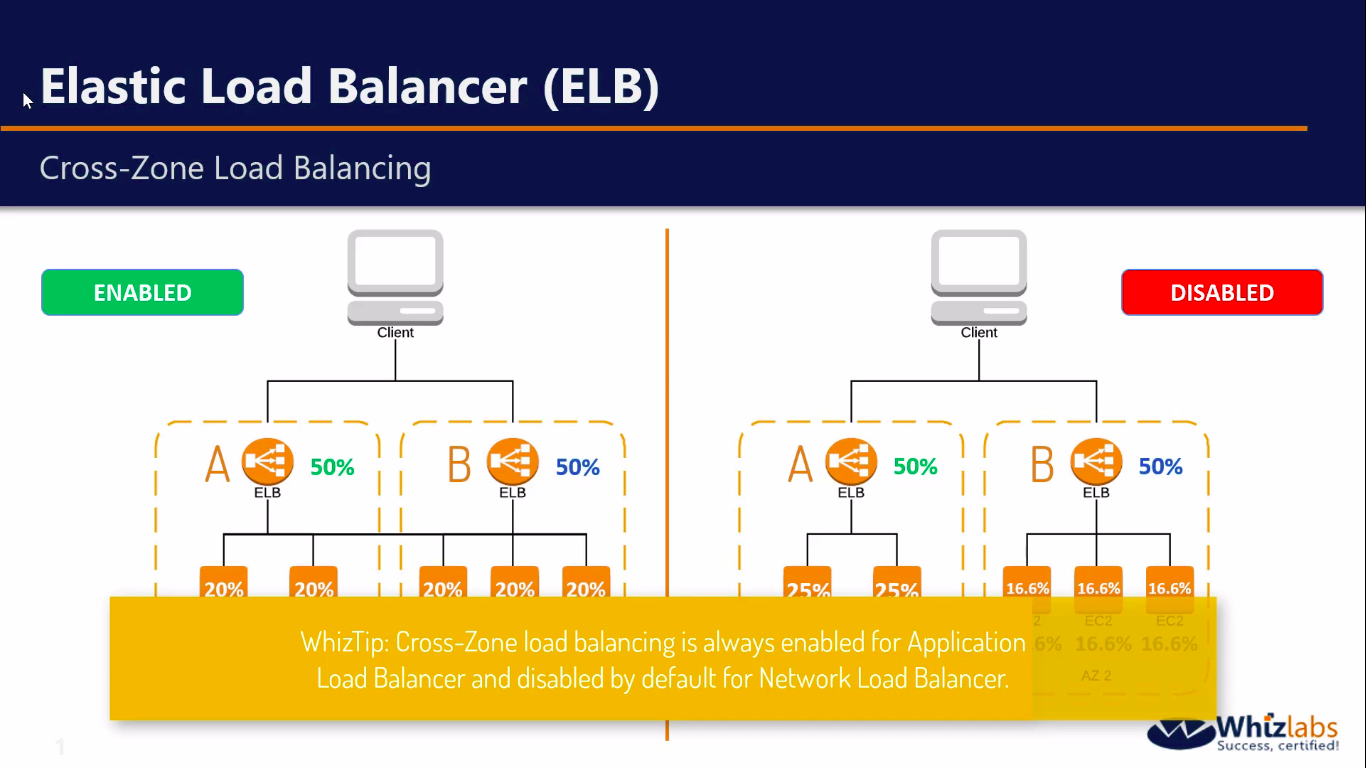 Elastic Load Balancer (ELB)
Cross-Zone Load Balancing
ENABLED
Client
A
ELB
50%
B
ELB
50%
20%
20%
20%
20%
20%
DISABLED
Client
A
ELB
50%
B
ELB
50%
25%
25%
16.6%
16.6%
16.6%
EC2
EC2
16.6%
16.6%
AZ 2
WhizTip: Cross-Zone load balancing is always enabled for Application
Load Balancer and disabled by default for Network Load Balancer.
1
Whizlabs
Success, certified!